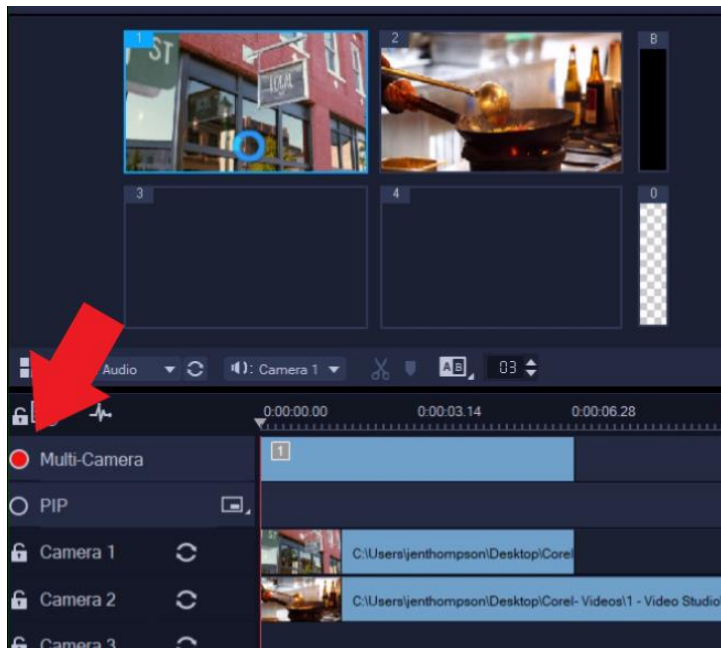 1
2
B
ST
LOCAL
3
4
0
Audio
: Camera 1
A B
03
0:00:00.00
0:00:03.14
0:00:06.28
Multi-Camera
1
PIP
Camera 1
C:\Users\jenthompson\Desktop\Corel
Camera 2
C:\Users\jenthompson\Desktop\Corel- Videos\1 - Video Studio\
Camera 3